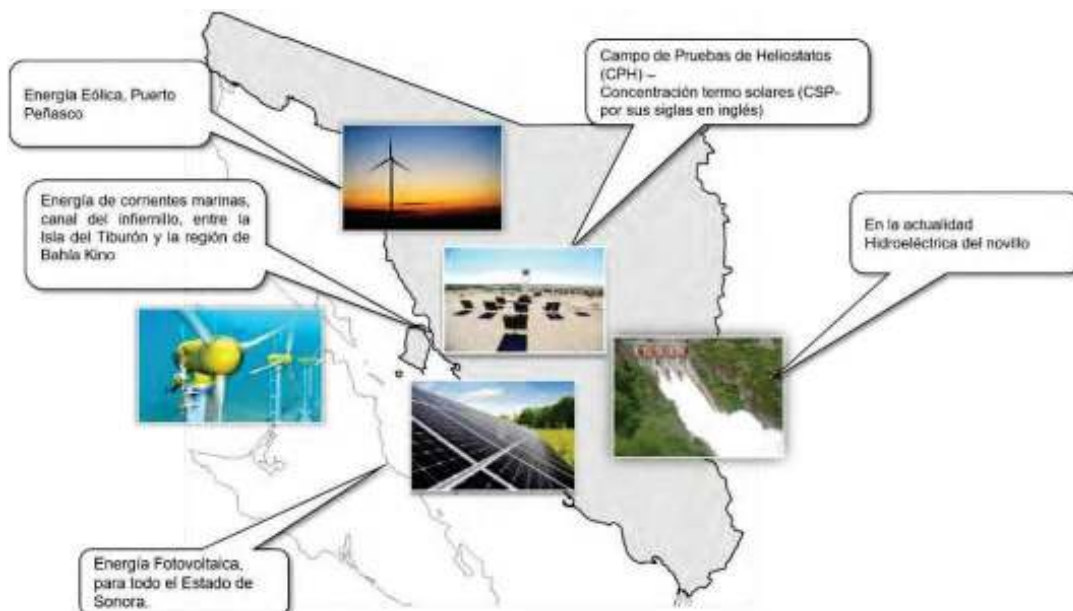 Energía Eólica, Puerto
Peñasco
Campo de Pruebas de Heliostatos
(CPH) –
Concentración termo solares (CSP-
por sus siglas en inglés)
Energía de corrientes marinas,
canal del infiernillo, entre la
Isla del Tiburón y la región de
Bahía Kino
En la actualidad
Hidroeléctrica del novillo
Energía Fotovoltaica,
para todo el Estado de
Sonora.